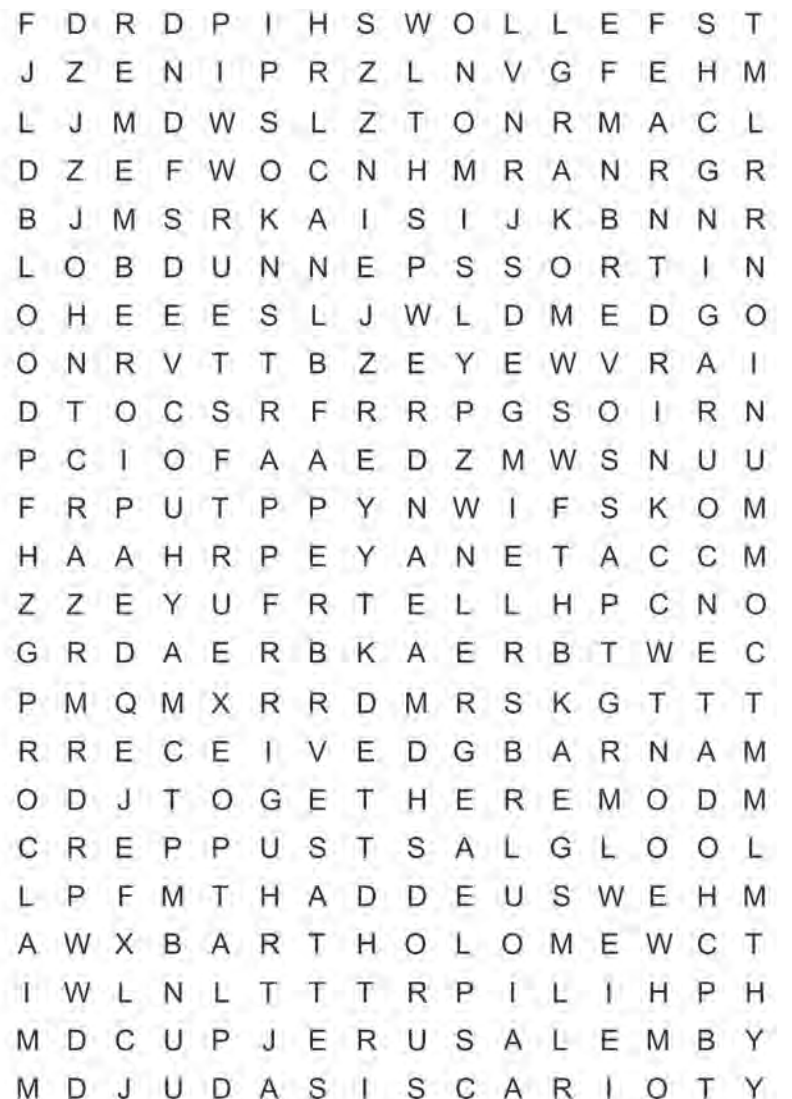 F D R D P I H S W O L L E F S T
J Z E N I P R Z L N V G F E H M
L J M D W S L Z T O N R M A C L
D Z E F W O C N H M R A N R G R
B J M S R K A I S I J K B N N R
L O B D U N N E P S S O R T I N
O H E E E S L J W L D M E D G O
O N R V T T B Z E Y E W V R A I
D T O C S R F R R P G S O I R N
P C I O F A A E D Z M W S N U U
F R P U T P P Y N W I F S K O M
H A A H R P E Y A N E T A C C M
Z Z E Y U F R T E L L H P C N O
G R D A E R B K A E R B T W E C
P M Q M X R R D M R S K G T T T
R R E C E I V E D G B A R N A M
O D J T O G E T H E R E M O D M
C R E P P U S T S A L G L O O L
L P F M T H A D D E U S W E H M
A W X B A R T H O L O M E W C T
I W L N L T T T R P I L I H P H
M D C U P J E R U S A L E M B Y
M D J U D A S I S C A R I O T Y